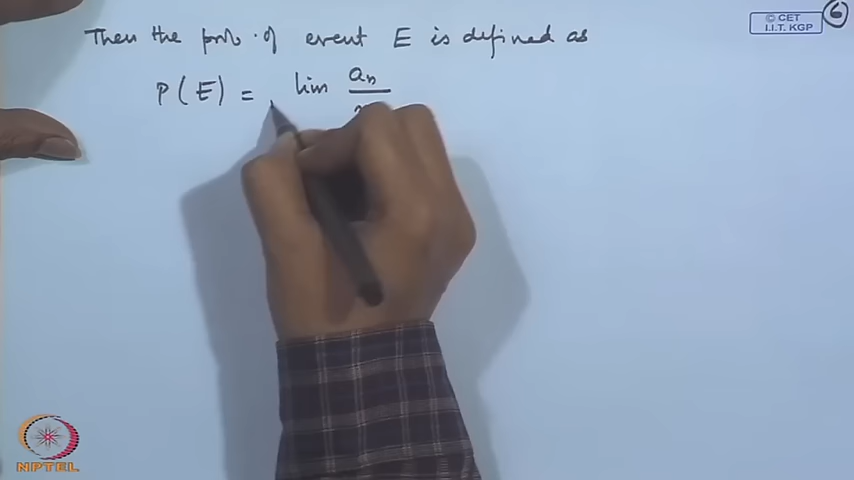 Then the prob. of event E is defined as
P(E) = lim an
© CET
I.I.T. KGP
6
NPTEL